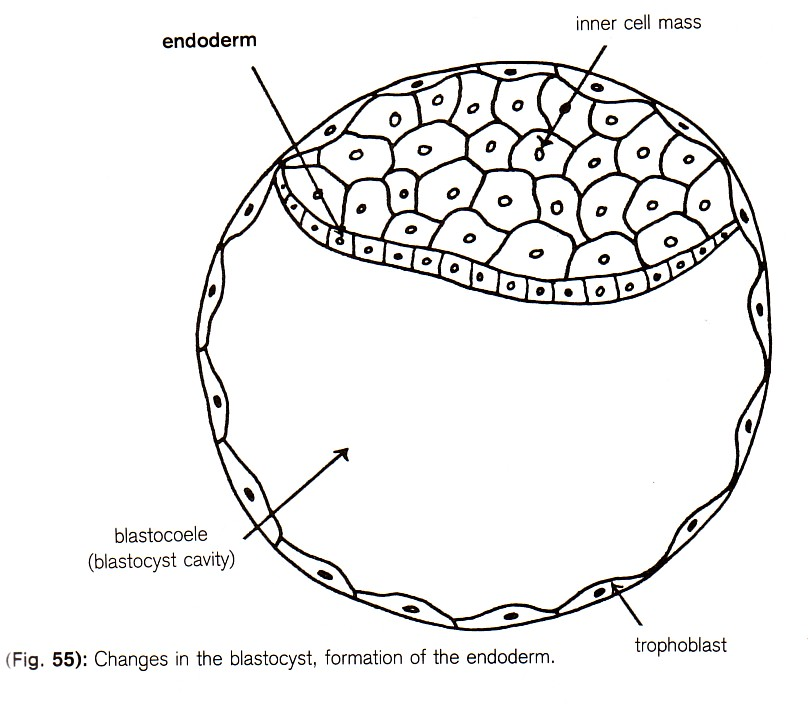 inner cell mass
endoderm
blastocoele
(blastocyst cavity)
trophoblast
(Fig. 55): Changes in the blastocyst, formation of the endoderm.